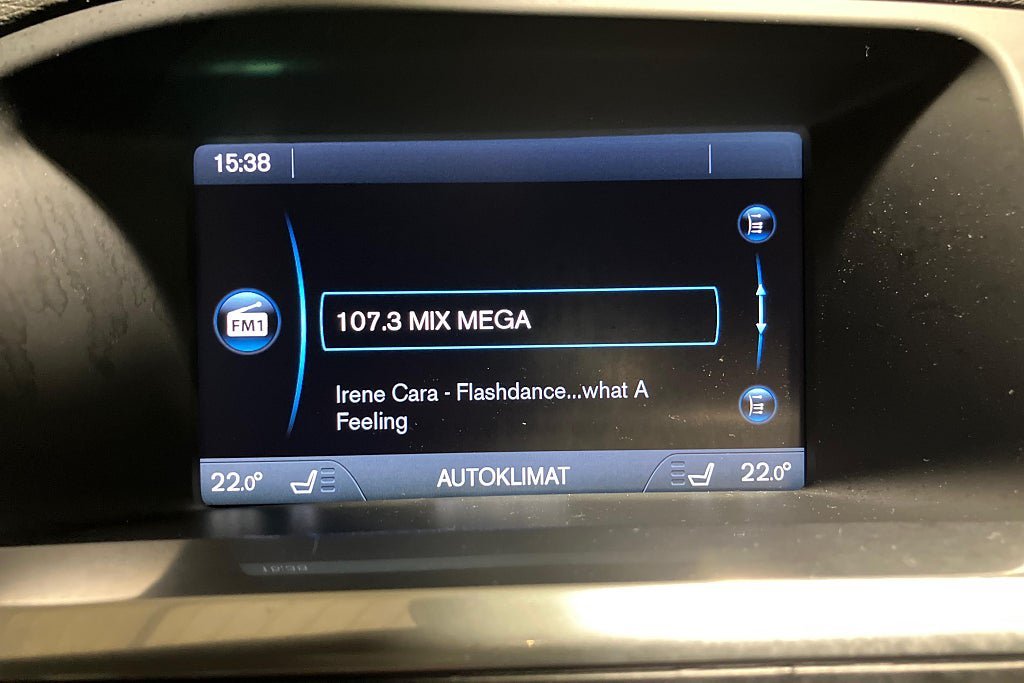 15:38
FM1
107.3 MIX MEGA
Irene Cara - Flashdance...what A
Feeling
22.0°
AUTOKLIMAT
22.0°